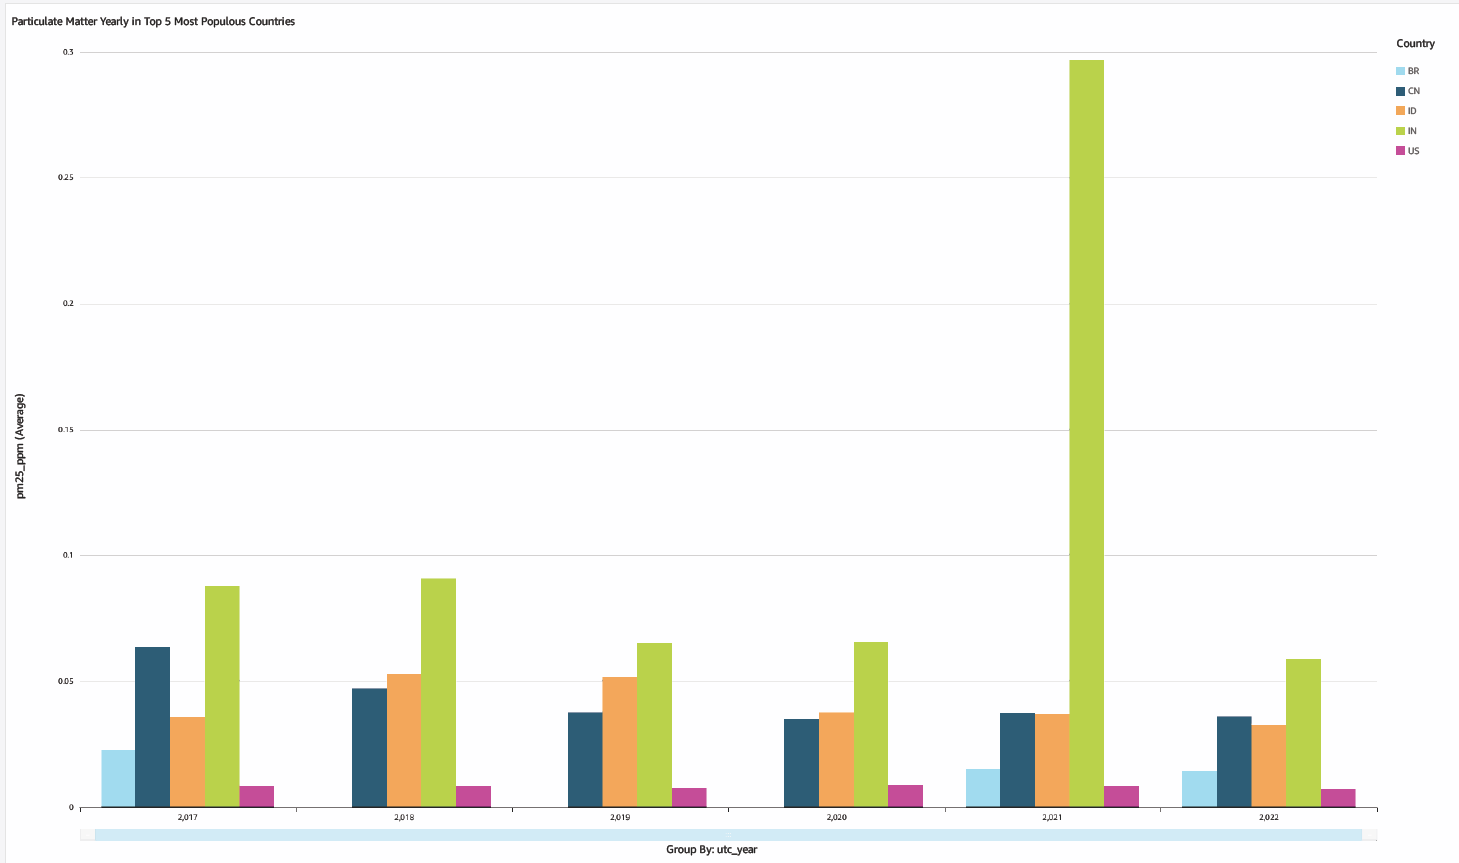 Particulate Matter Yearly in Top 5 Most Populous Countries
Country
BR
CN
ID
IN
US
pm25_ppm (Average)
0.3
0.25
0.2
0.15
0.1
0.05
0
2,017
2,018
2,019
2,020
2,021
2,022
Group By: utc_year